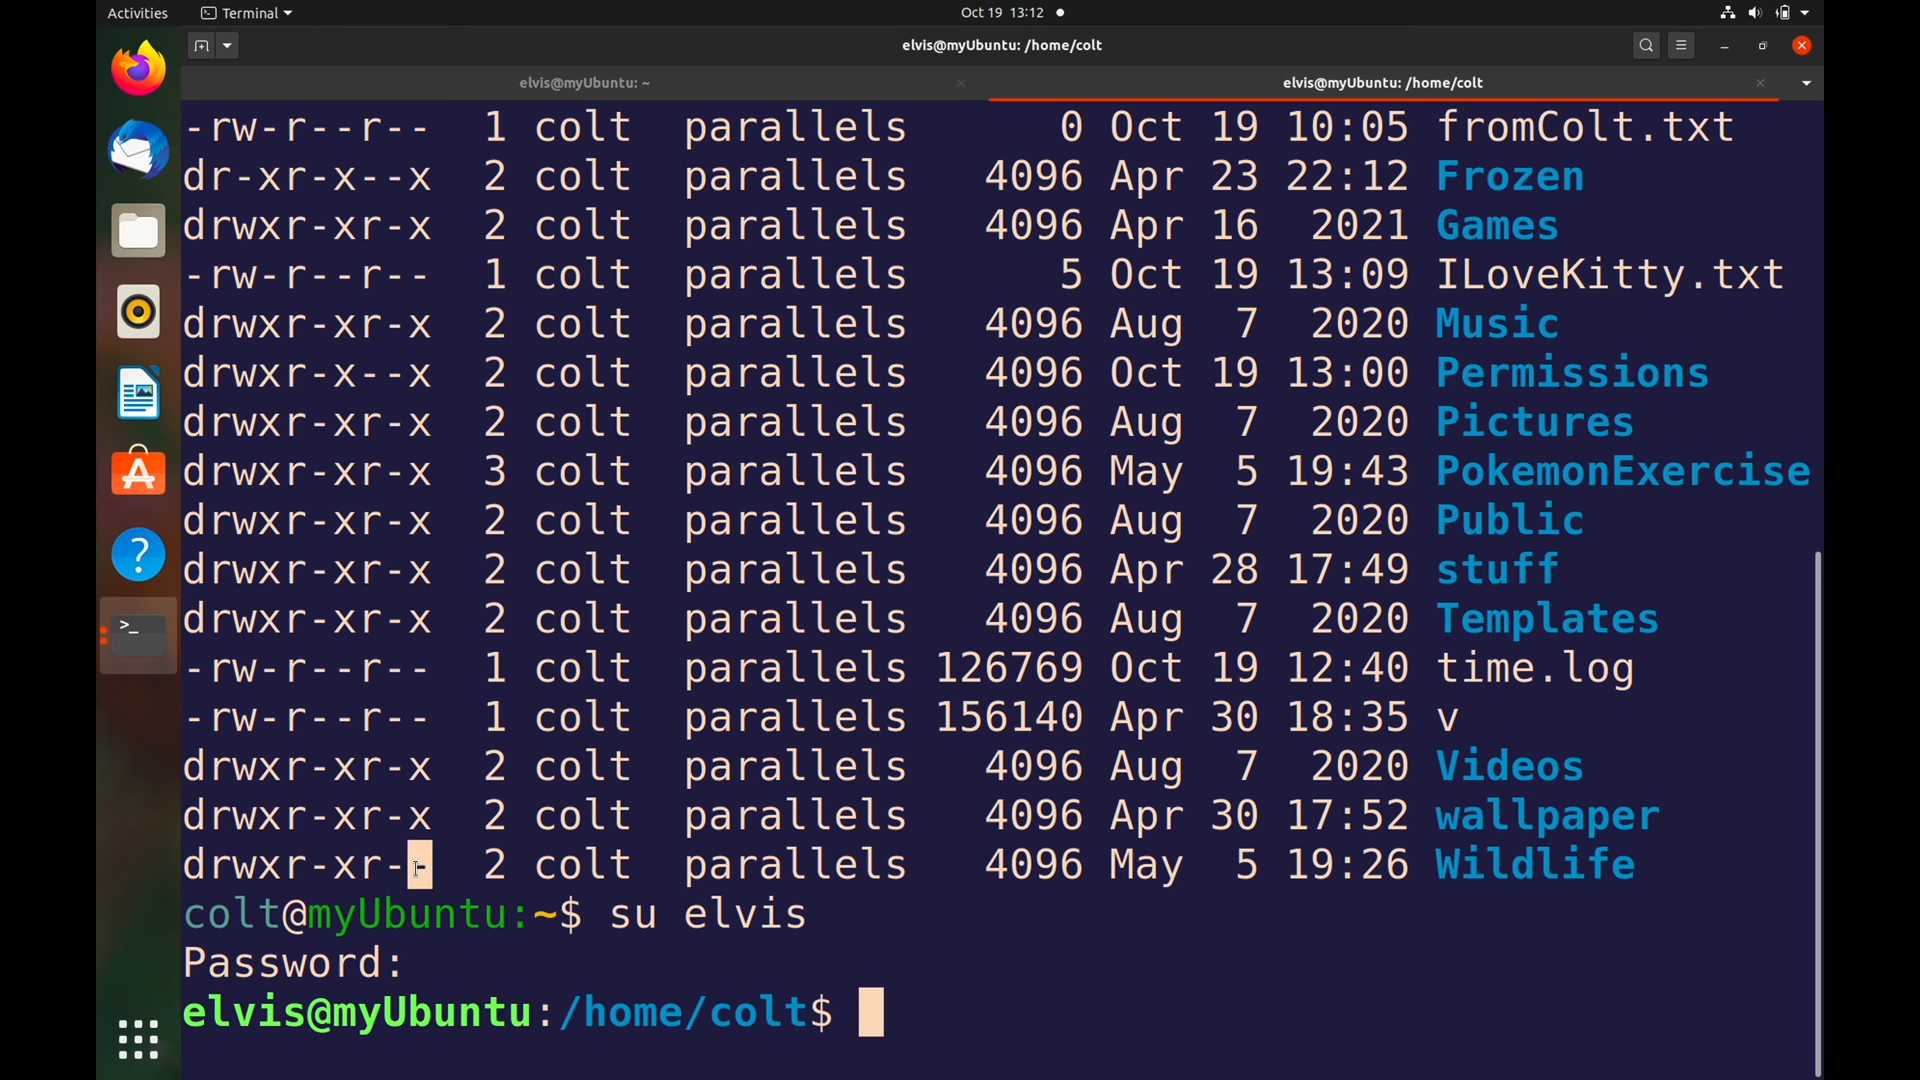 Activities Terminal Oct 19 13:12
elvis@myUbuntu: /home/colt
elvis@myUbuntu: ~ elvis@myUbuntu: /home/colt
-rw-r--r-- 1 colt parallels 0 Oct 19 10:05 fromColt.txt
dr-xr-x--x 2 colt parallels 4096 Apr 23 22:12 Frozen
drwxr-xr-x 2 colt parallels 4096 Apr 16 2021 Games
-rw-r--r-- 1 colt parallels 5 Oct 19 13:09 ILoveKitty.txt
drwxr-xr-x 2 colt parallels 4096 Aug 7 2020 Music
drwxr-x--x 2 colt parallels 4096 Oct 19 13:00 Permissions
drwxr-xr-x 2 colt parallels 4096 Aug 7 2020 Pictures
drwxr-xr-x 3 colt parallels 4096 May 5 19:43 PokemonExercise
drwxr-xr-x 2 colt parallels 4096 Aug 7 2020 Public
drwxr-xr-x 2 colt parallels 4096 Apr 28 17:49 stuff
drwxr-xr-x 2 colt parallels 4096 Aug 7 2020 Templates
-rw-r--r-- 1 colt parallels 126769 Oct 19 12:40 time.log
-rw-r--r-- 1 colt parallels 156140 Apr 30 18:35 v
drwxr-xr-x 2 colt parallels 4096 Aug 7 2020 Videos
drwxr-xr-x 2 colt parallels 4096 Apr 30 17:52 wallpaper
drwxr-xr-- 2 colt parallels 4096 May 5 19:26 Wildlife
colt@myUbuntu:~$ su elvis
Password:
elvis@myUbuntu:/home/colt$